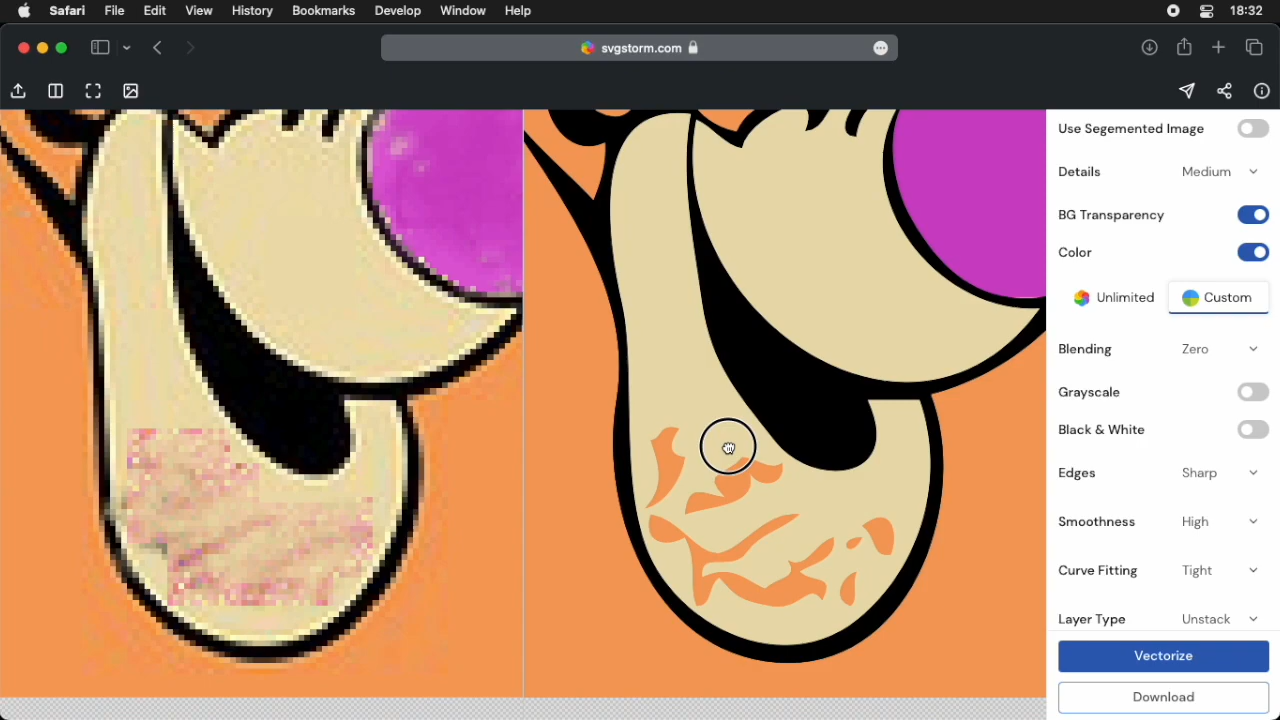 Safari File Edit View History Bookmarks Develop Window Help 18:32
svgstorm.com
Use Segemented Image
Details Medium
BG Transparency
Color
Unlimited Custom
Blending Zero
Grayscale
Black & White
Edges Sharp
Smoothness High
Curve Fitting Tight
Layer Type Unstack
Vectorize
Download